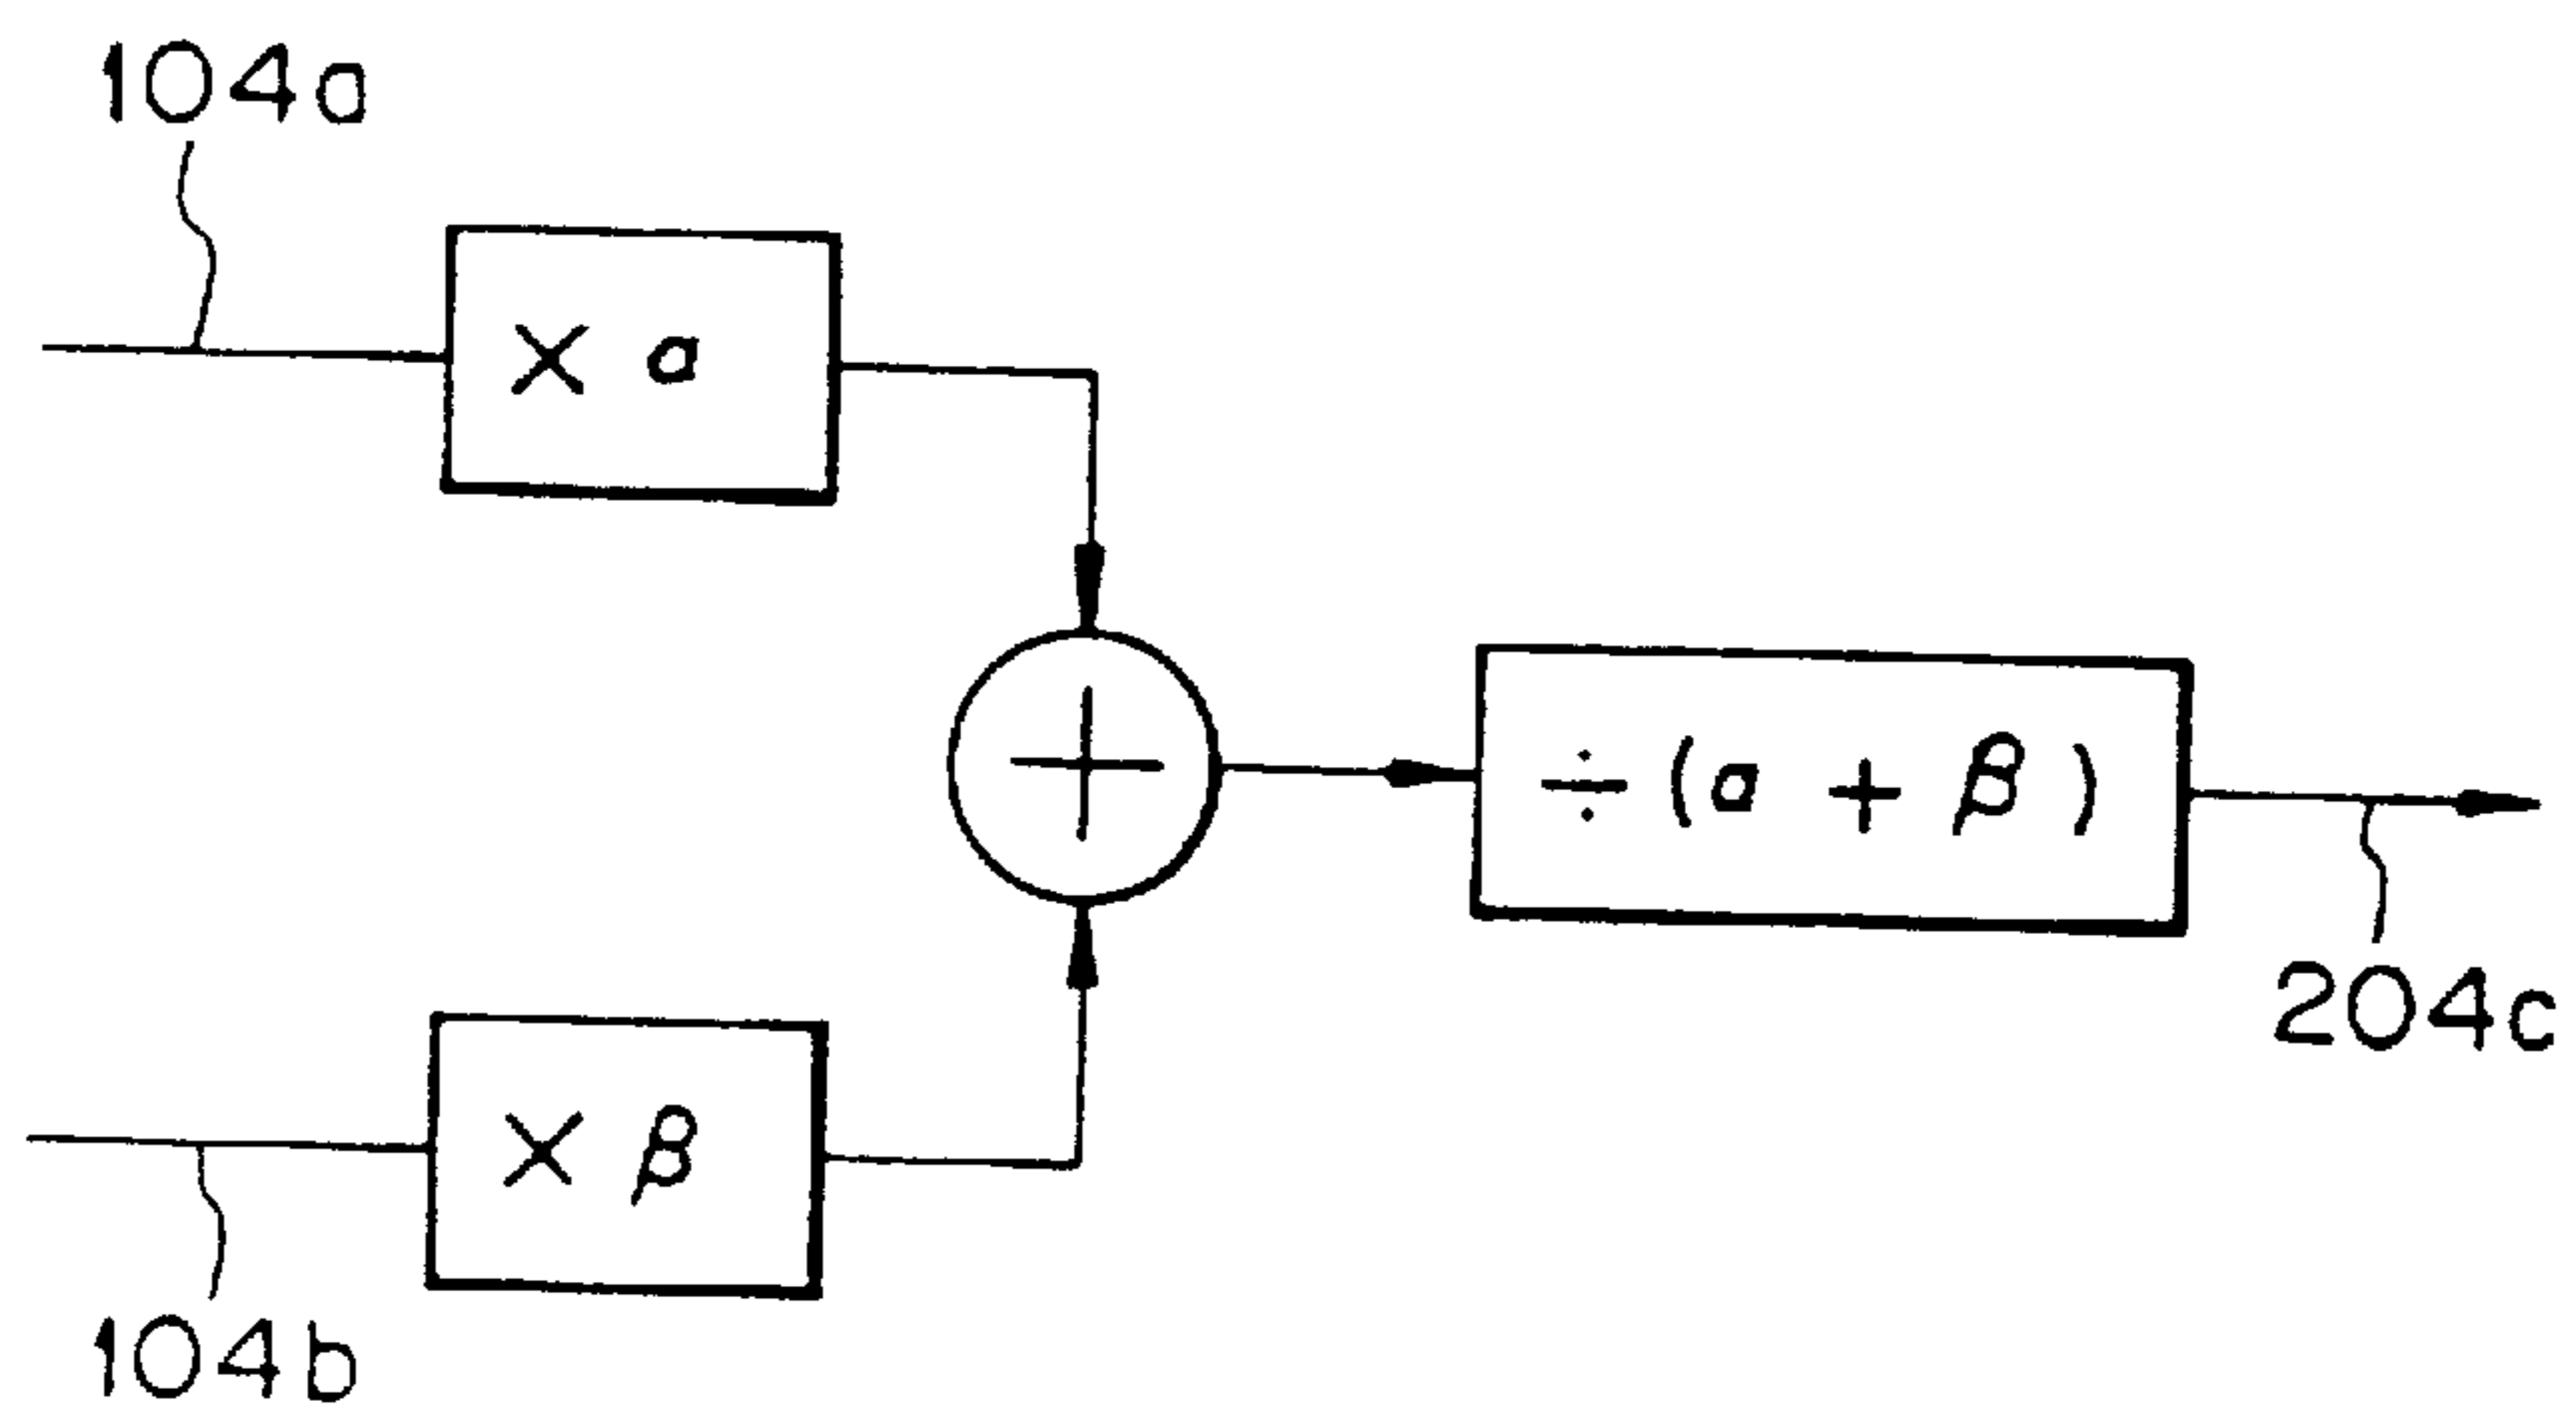 104a
× α
+
÷ (α + β)
204c
× β
104b